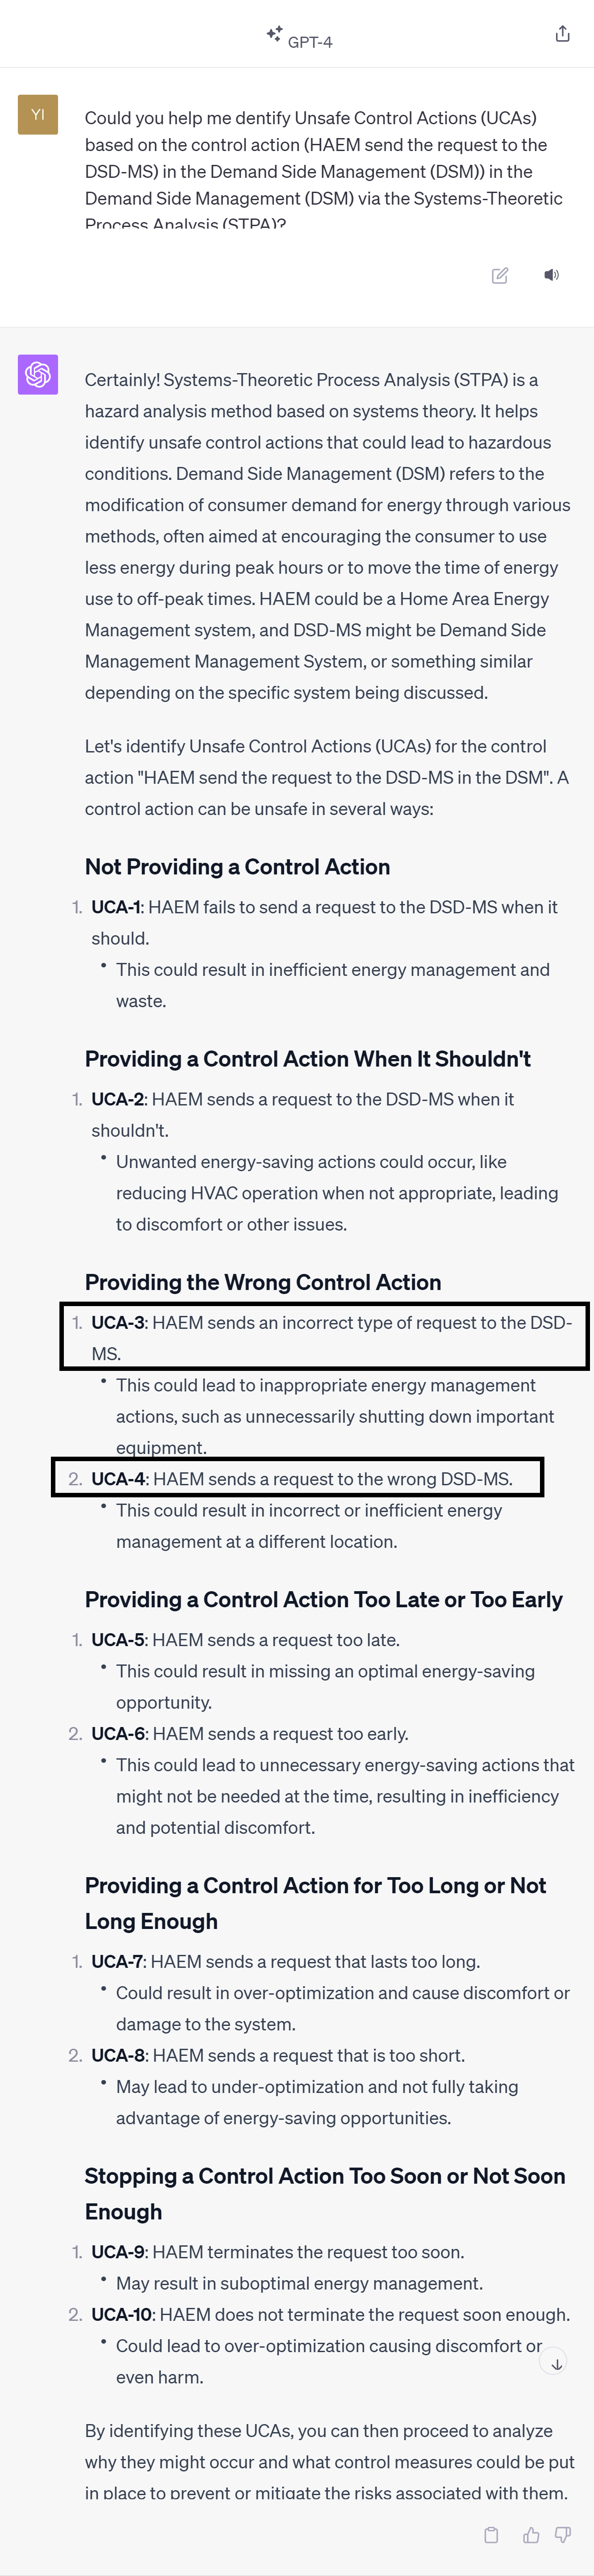 GPT-4
YI
Could you help me dentify Unsafe Control Actions (UCAs)
based on the control action (HAEM send the request to the
DSD-MS) in the Demand Side Management (DSM)) in the
Demand Side Management (DSM) via the Systems-Theoretic
Process Analysis (STPA)?
Certainly! Systems-Theoretic Process Analysis (STPA) is a
hazard analysis method based on systems theory. It helps
identify unsafe control actions that could lead to hazardous
conditions. Demand Side Management (DSM) refers to the
modification of consumer demand for energy through various
methods, often aimed at encouraging the consumer to use
less energy during peak hours or to move the time of energy
use to off-peak times. HAEM could be a Home Area Energy
Management system, and DSD-MS might be Demand Side
Management Management System, or something similar
depending on the specific system being discussed.
Let's identify Unsafe Control Actions (UCAs) for the control
action "HAEM send the request to the DSD-MS in the DSM". A
control action can be unsafe in several ways:
Not Providing a Control Action
1. UCA-1: HAEM fails to send a request to the DSD-MS when it
should.
• This could result in inefficient energy management and
waste.
Providing a Control Action When It Shouldn't
1. UCA-2: HAEM sends a request to the DSD-MS when it
shouldn't.
• Unwanted energy-saving actions could occur, like
reducing HVAC operation when not appropriate, leading
to discomfort or other issues.
Providing the Wrong Control Action
1. UCA-3: HAEM sends an incorrect type of request to the DSD-
MS.
• This could lead to inappropriate energy management
actions, such as unnecessarily shutting down important
equipment.
2. UCA-4: HAEM sends a request to the wrong DSD-MS.
• This could result in incorrect or inefficient energy
management at a different location.
Providing a Control Action Too Late or Too Early
1. UCA-5: HAEM sends a request too late.
• This could result in missing an optimal energy-saving
opportunity.
2. UCA-6: HAEM sends a request too early.
• This could lead to unnecessary energy-saving actions that
might not be needed at the time, resulting in inefficiency
and potential discomfort.
Providing a Control Action for Too Long or Not
Long Enough
1. UCA-7: HAEM sends a request that lasts too long.
• Could result in over-optimization and cause discomfort or
damage to the system.
2. UCA-8: HAEM sends a request that is too short.
• May lead to under-optimization and not fully taking
advantage of energy-saving opportunities.
Stopping a Control Action Too Soon or Not Soon
Enough
1. UCA-9: HAEM terminates the request too soon.
• May result in suboptimal energy management.
2. UCA-10: HAEM does not terminate the request soon enough.
• Could lead to over-optimization causing discomfort or
even harm.
By identifying these UCAs, you can then proceed to analyze
why they might occur and what control measures could be put
in place to prevent or mitigate the risks associated with them.